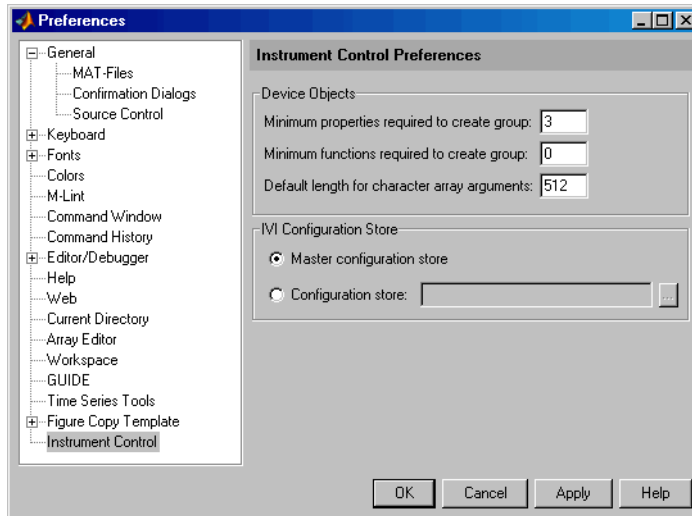 Preferences
General
MAT-Files
Confirmation Dialogs
Source Control
Keyboard
Fonts
Colors
M-Lint
Command Window
Command History
Editor/Debugger
Help
Web
Current Directory
Array Editor
Workspace
GUIDE
Time Series Tools
Figure Copy Template
Instrument Control
Instrument Control Preferences
Device Objects
Minimum properties required to create group: 3
Minimum functions required to create group: 0
Default length for character array arguments: 512
IVI Configuration Store
Master configuration store
Configuration store: ...
OK Cancel Apply Help